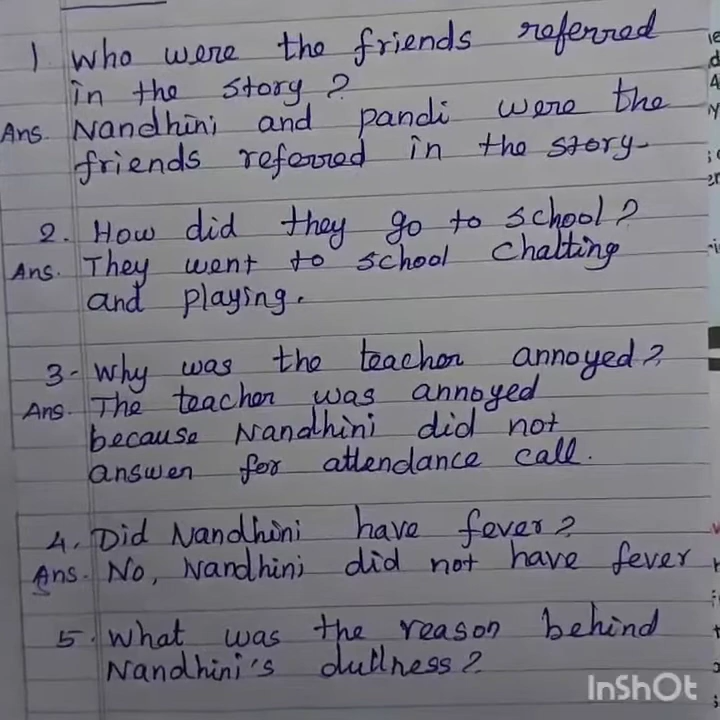 1 Who were the friends referred
in the story?
Ans. Nandhini and pandi were the
friends referred in the story-
2. How did they go to school?
Ans. They went to school chatting
and playing.
3- Why was the teacher annoyed?
Ans. The teacher was annoyed
because Nandhini did not
answer for attendance call.
4. Did Nandhini have fever?
Ans. No, Nandhini did not have fever
5. What was the reason behind
Nandhini's dullness?
InShOt